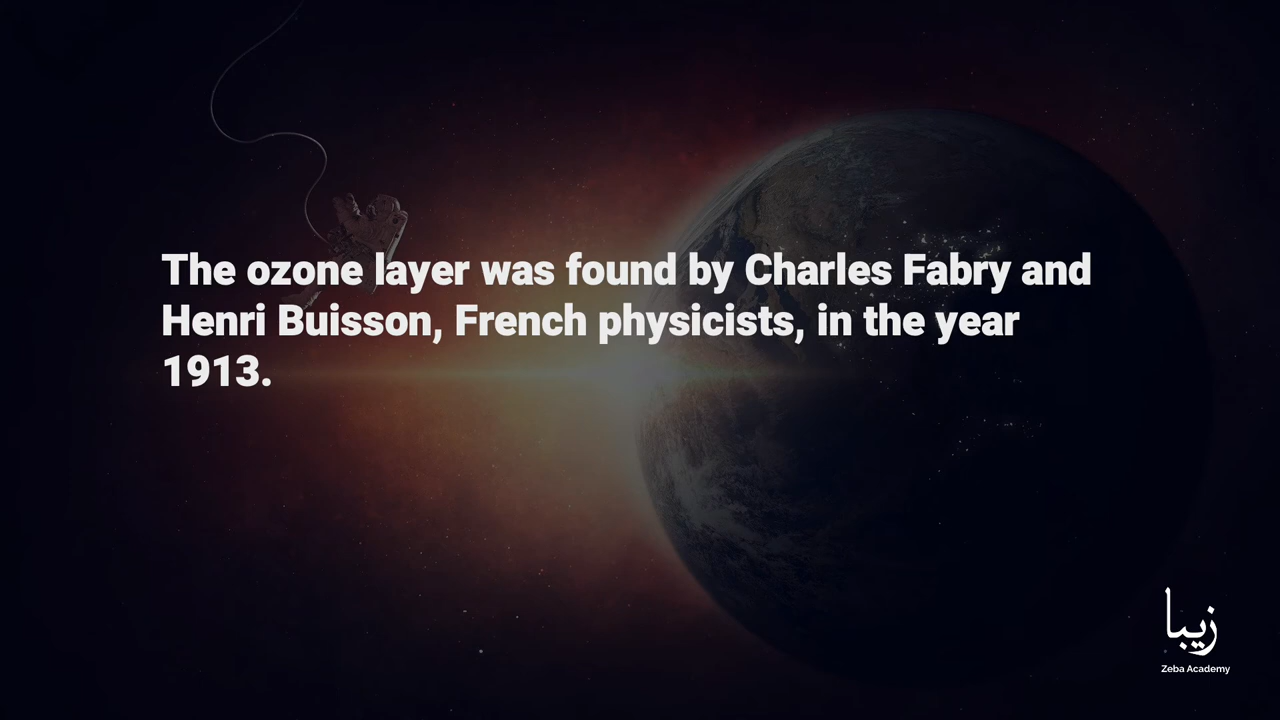 The ozone layer was found by Charles Fabry and
Henri Buisson, French physicists, in the year
1913.
زیبا
Zeba Academy